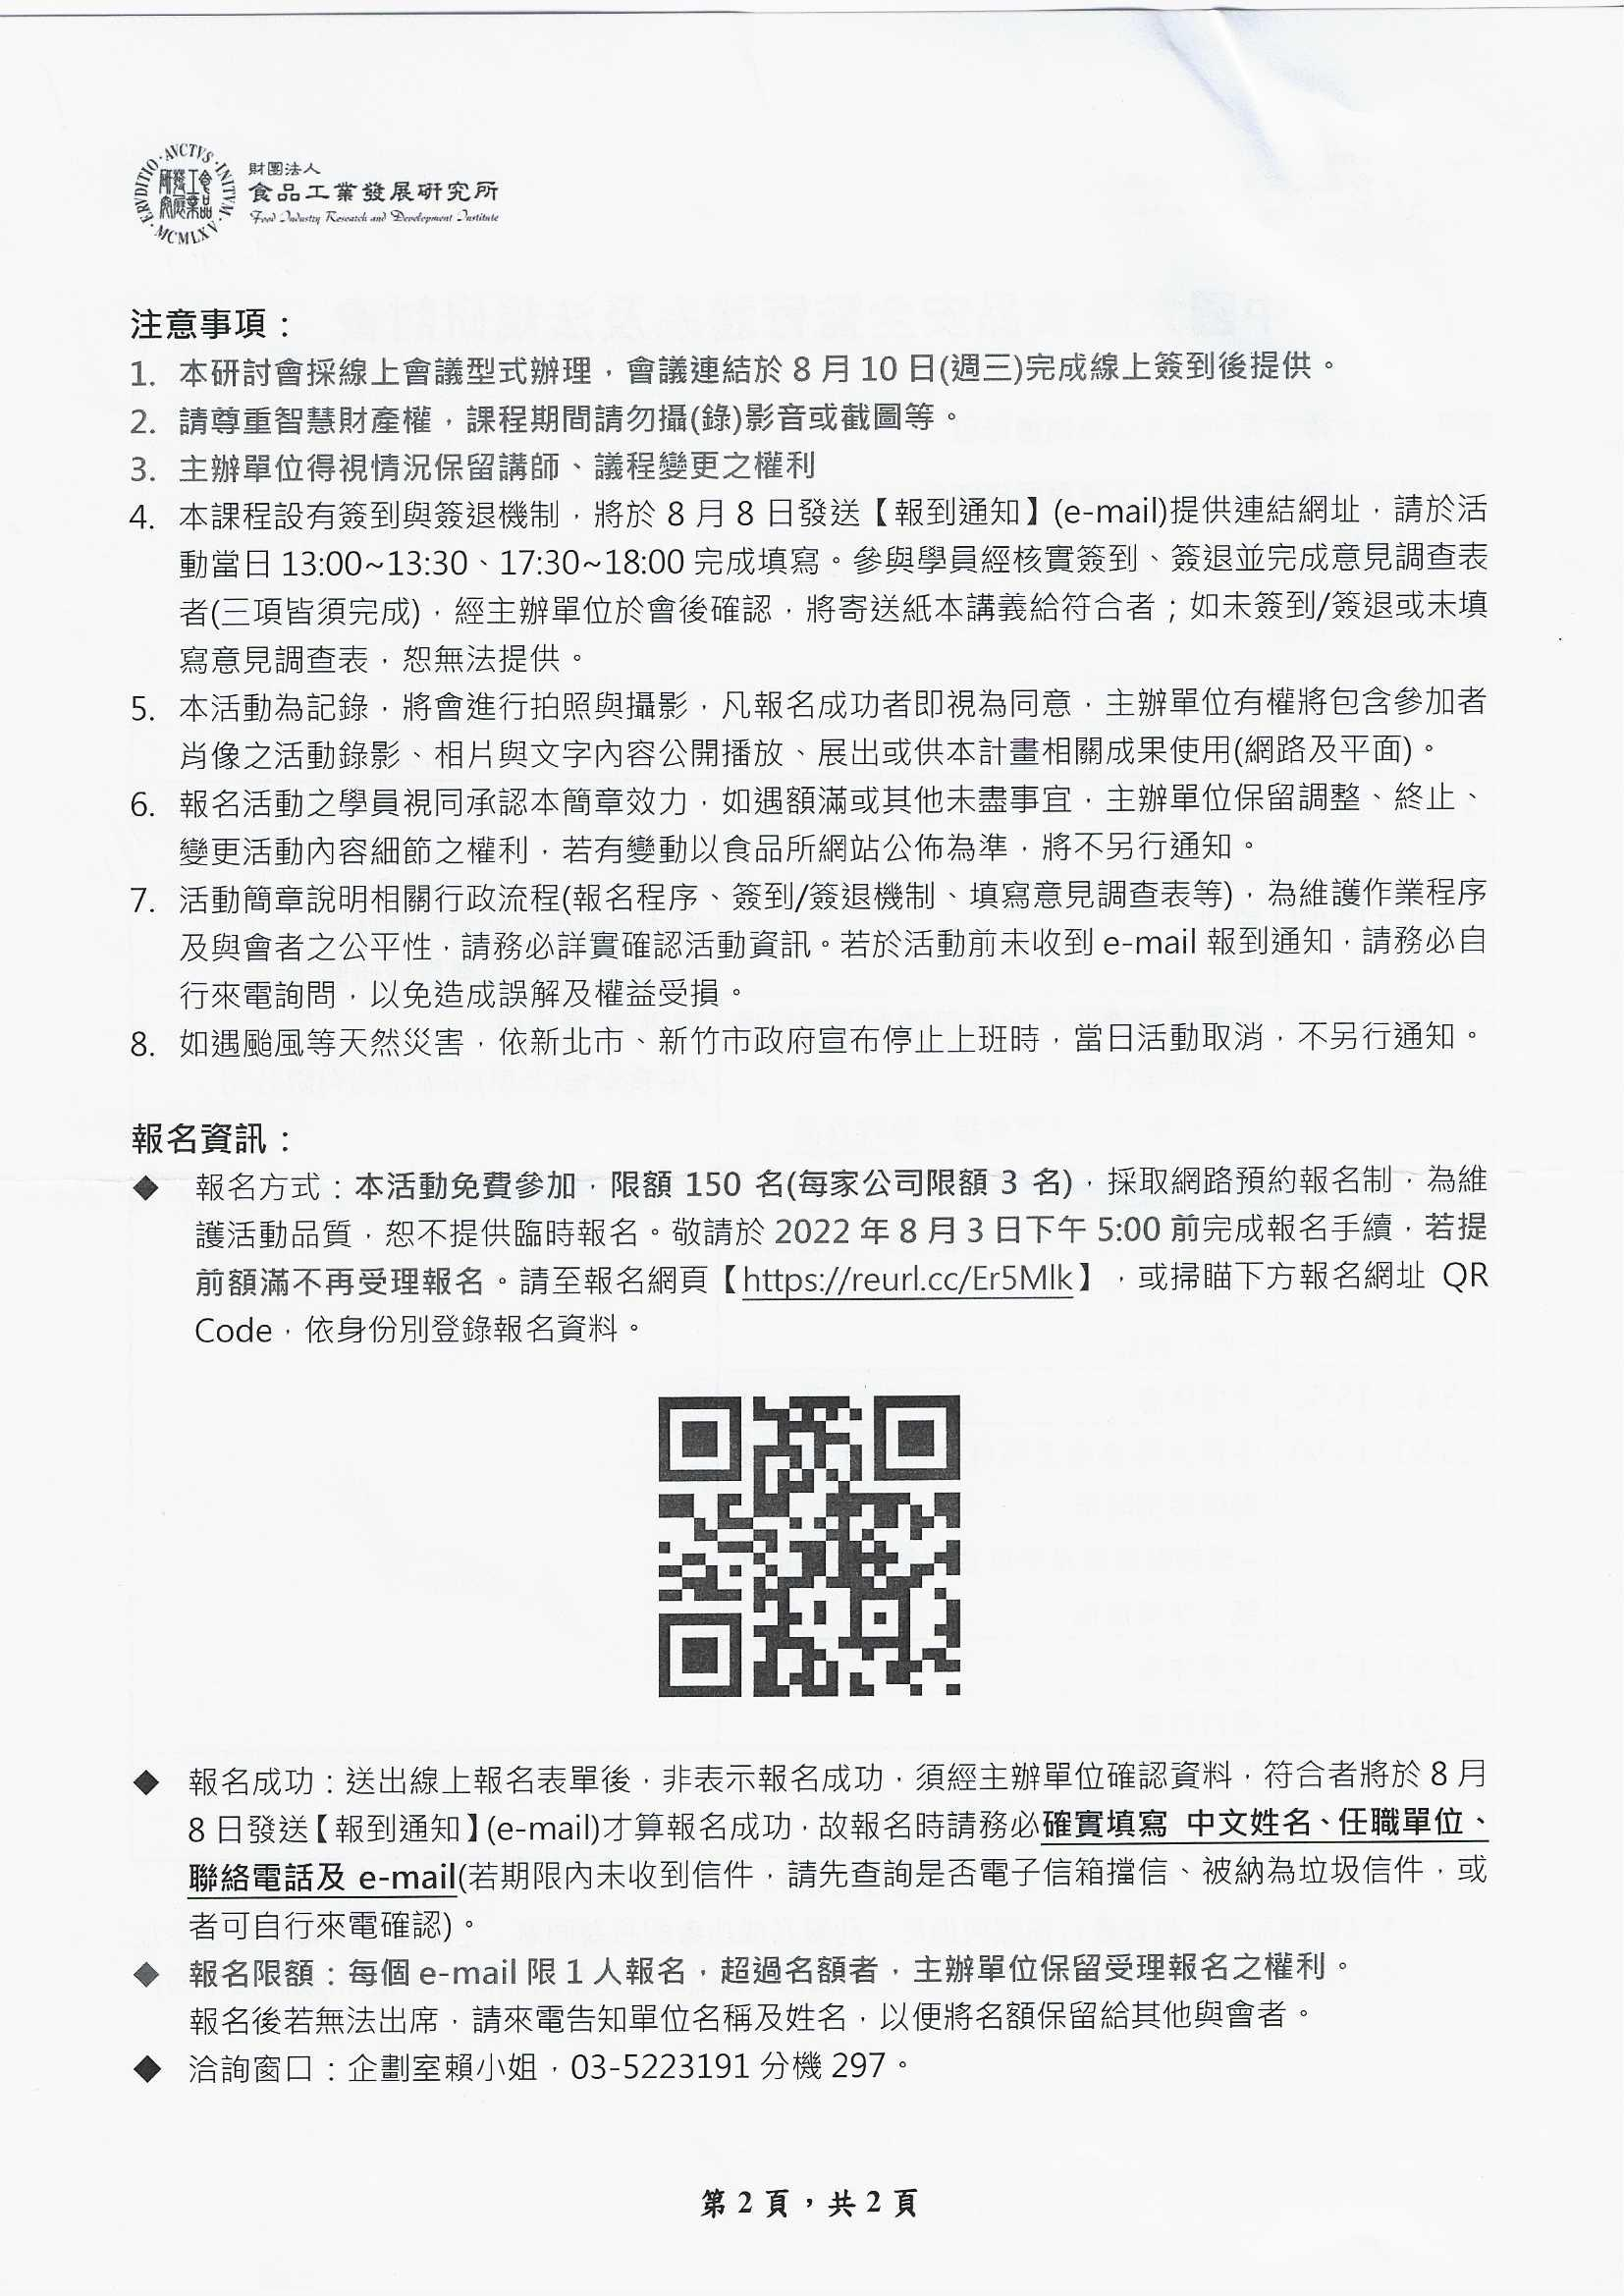 ERVDITIO·AVCTVS·INITVM·MCMLXV
財團法人
食品工業發展研究所
Food Industry Research and Development Institute
注意事項：
1. 本研討會採線上會議型式辦理，會議連結於 8 月 10 日(週三)完成線上簽到後提供。
2. 請尊重智慧財產權，課程期間請勿攝(錄)影音或截圖等。
3. 主辦單位得視情況保留講師、議程變更之權利
4. 本課程設有簽到與簽退機制，將於 8 月 8 日發送【報到通知】(e-mail)提供連結網址，請於活
動當日 13:00~13:30、17:30~18:00 完成填寫。參與學員經核實簽到、簽退並完成意見調查表
者(三項皆須完成)，經主辦單位於會後確認，將寄送紙本講義給符合者；如未簽到/簽退或未填
寫意見調查表，恕無法提供。
5. 本活動為記錄，將會進行拍照與攝影，凡報名成功者即視為同意，主辦單位有權將包含參加者
肖像之活動錄影、相片與文字內容公開播放、展出或供本計畫相關成果使用(網路及平面)。
6. 報名活動之學員視同承認本簡章效力，如遇額滿或其他未盡事宜，主辦單位保留調整、終止、
變更活動內容細節之權利，若有變動以食品所網站公佈為準，將不另行通知。
7. 活動簡章說明相關行政流程(報名程序、簽到/簽退機制、填寫意見調查表等)，為維護作業程序
及與會者之公平性，請務必詳實確認活動資訊。若於活動前未收到 e-mail 報到通知，請務必自
行來電詢問，以免造成誤解及權益受損。
8. 如遇颱風等天然災害，依新北市、新竹市政府宣布停止上班時，當日活動取消，不另行通知。
報名資訊：
◆ 報名方式：本活動免費參加，限額 150 名(每家公司限額 3 名)，採取網路預約報名制，為維
護活動品質，恕不提供臨時報名。敬請於 2022 年 8 月 3 日下午 5:00 前完成報名手續，若提
前額滿不再受理報名。請至報名網頁【https://reurl.cc/Er5Mlk】，或掃瞄下方報名網址 QR
Code，依身份別登錄報名資料。
◆ 報名成功：送出線上報名表單後，非表示報名成功，須經主辦單位確認資料，符合者將於 8 月
8 日發送【報到通知】(e-mail)才算報名成功，故報名時請務必確實填寫 中文姓名、任職單位、
聯絡電話及 e-mail(若期限內未收到信件，請先查詢是否電子信箱擋信、被納為垃圾信件，或
者可自行來電確認)。
◆ 報名限額：每個 e-mail 限 1 人報名，超過名額者，主辦單位保留受理報名之權利。
報名後若無法出席，請來電告知單位名稱及姓名，以便將名額保留給其他與會者。
◆ 洽詢窗口：企劃室賴小姐，03-5223191 分機 297。
第 2 頁，共 2 頁